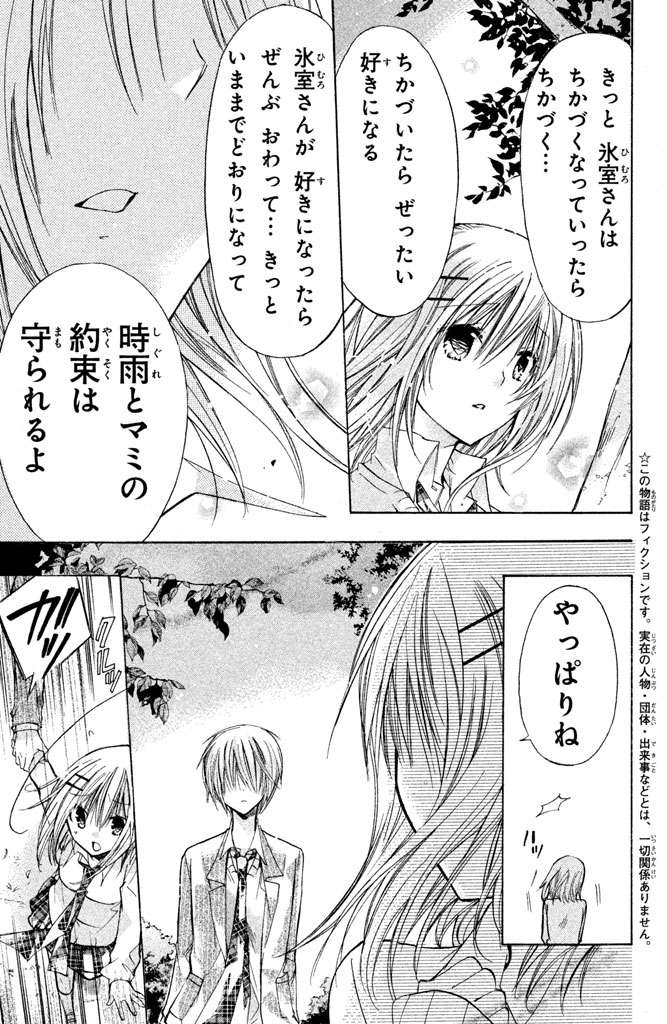 きっと 氷室さんは
ちかづくなっていったら
ちかづく…
ちかづいたら ぜったい
好きになる
氷室さんが 好きになったら
ぜんぶ おわって… きっと
いままでどおりになって
時雨とマミの
約束は
守られるよ
やっぱりね
ガッ
グルッ
☆この物語はフィクションです。実在の人物・団体・出来事などとは、一切関係ありません。